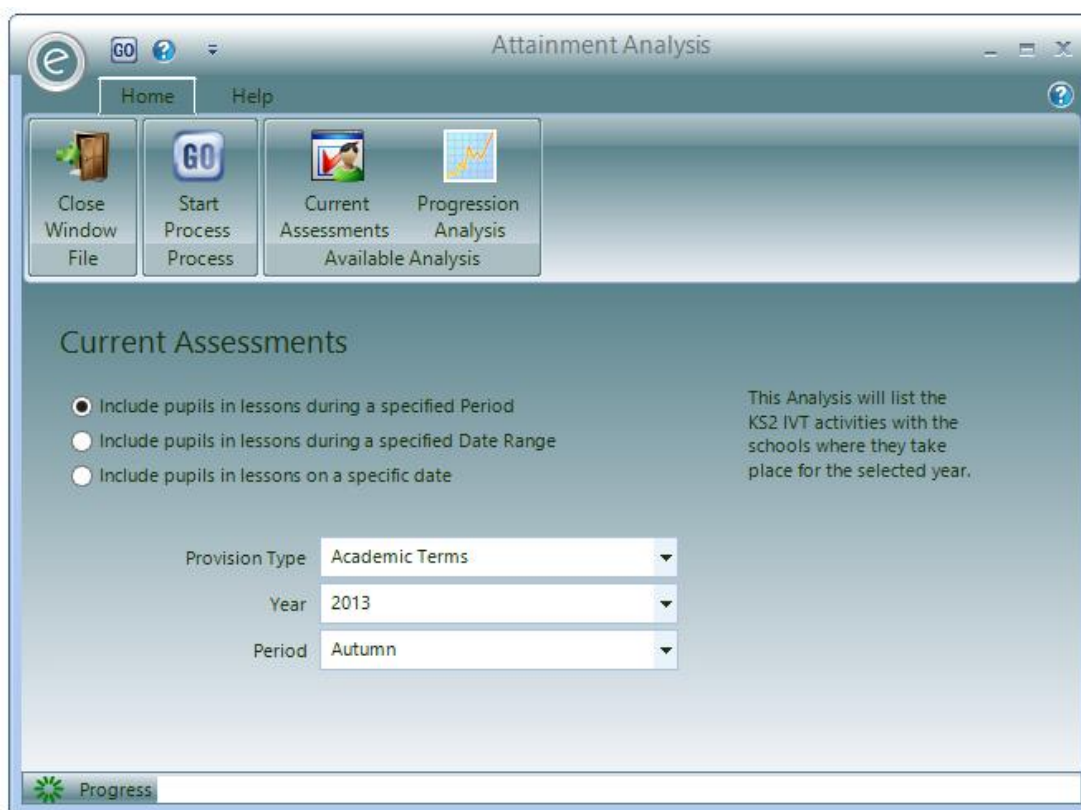 e
GO
Attainment Analysis
Home Help
GO
Close Window
Start Process
Current Assessments
Progression Analysis
File
Process
Available Analysis
Current Assessments
Include pupils in lessons during a specified Period
Include pupils in lessons during a specified Date Range
Include pupils in lessons on a specific date
This Analysis will list the
KS2 IVT activities with the
schools where they take
place for the selected year.
Provision Type Academic Terms
Year 2013
Period Autumn
Progress